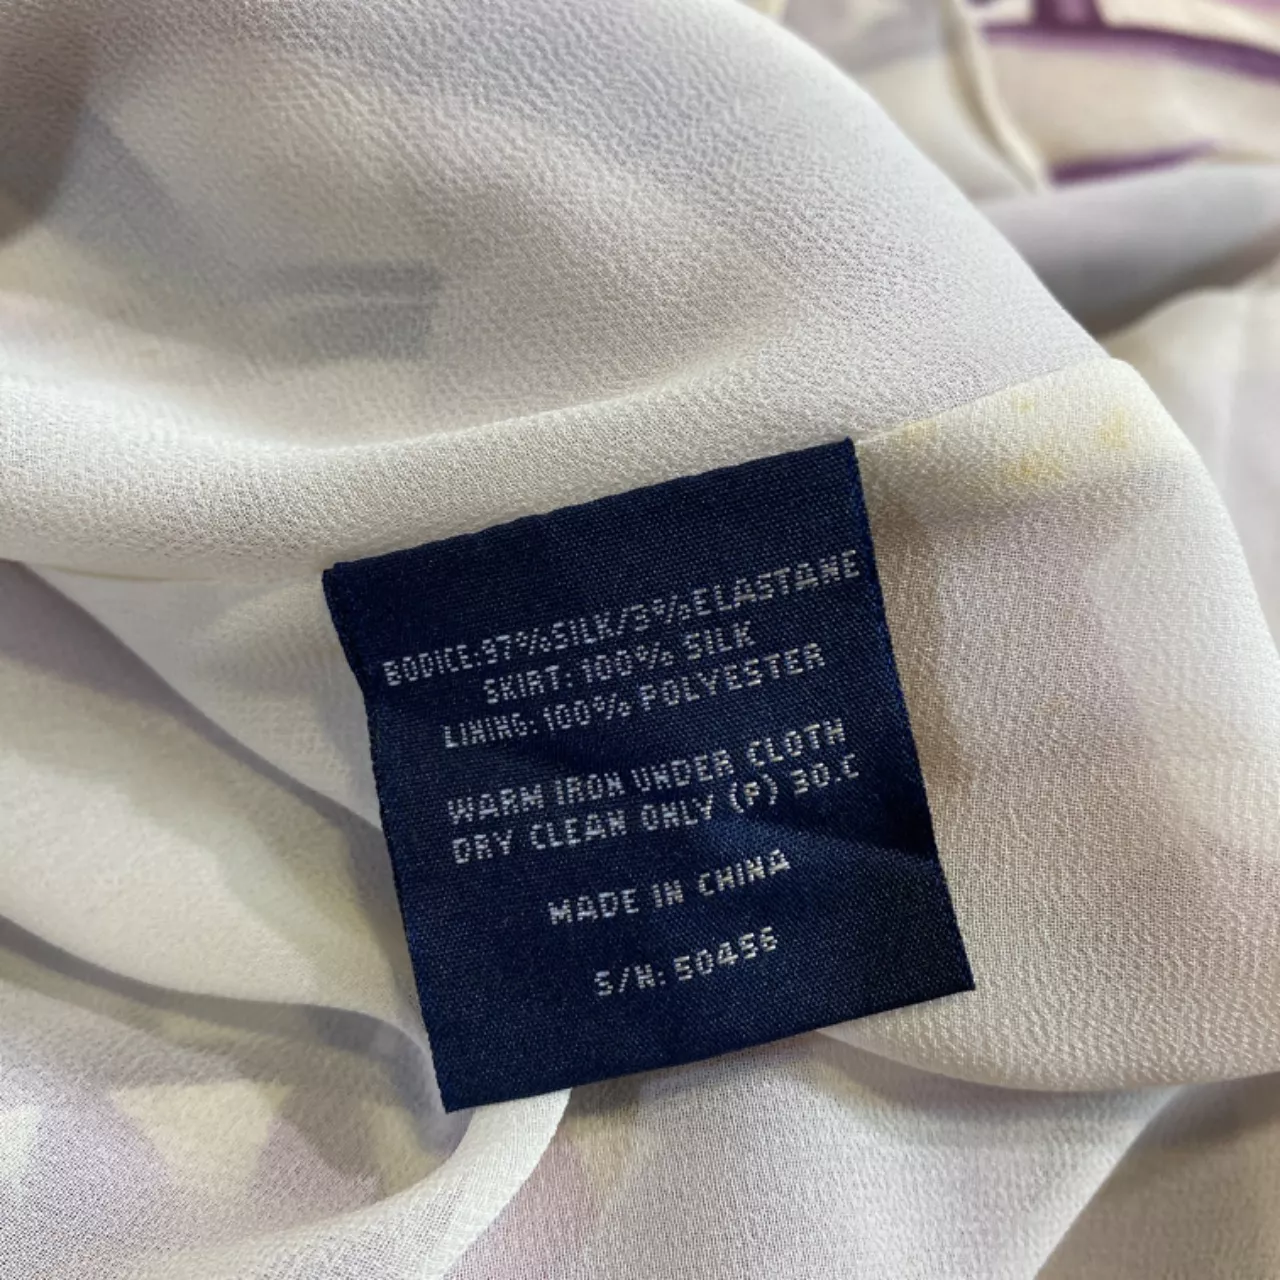 BODICE:97%SILK/3%ELASTANE
SKIRT: 100% SILK
LINING: 100% POLYESTER
WARM IRON UNDER CLOTH
DRY CLEAN ONLY (P) 30.C
MADE IN CHINA
S/N: 50456